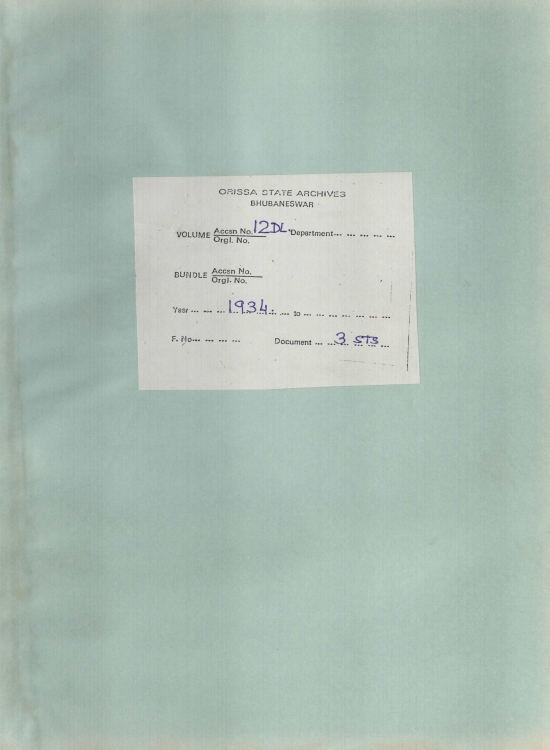 ORISSA STATE ARCHIVES
BHUBANESWAR
VOLUME Accsn No. 12DL Department... ... ... ... ...
Orgl. No.
BUNDLE Accsn No.
Orgl. No.
Year ... ... ... 1934. ... ... to ... ... ... ... ... ... ...
F. No... ... ... ... Document ... ... 3 STS ...